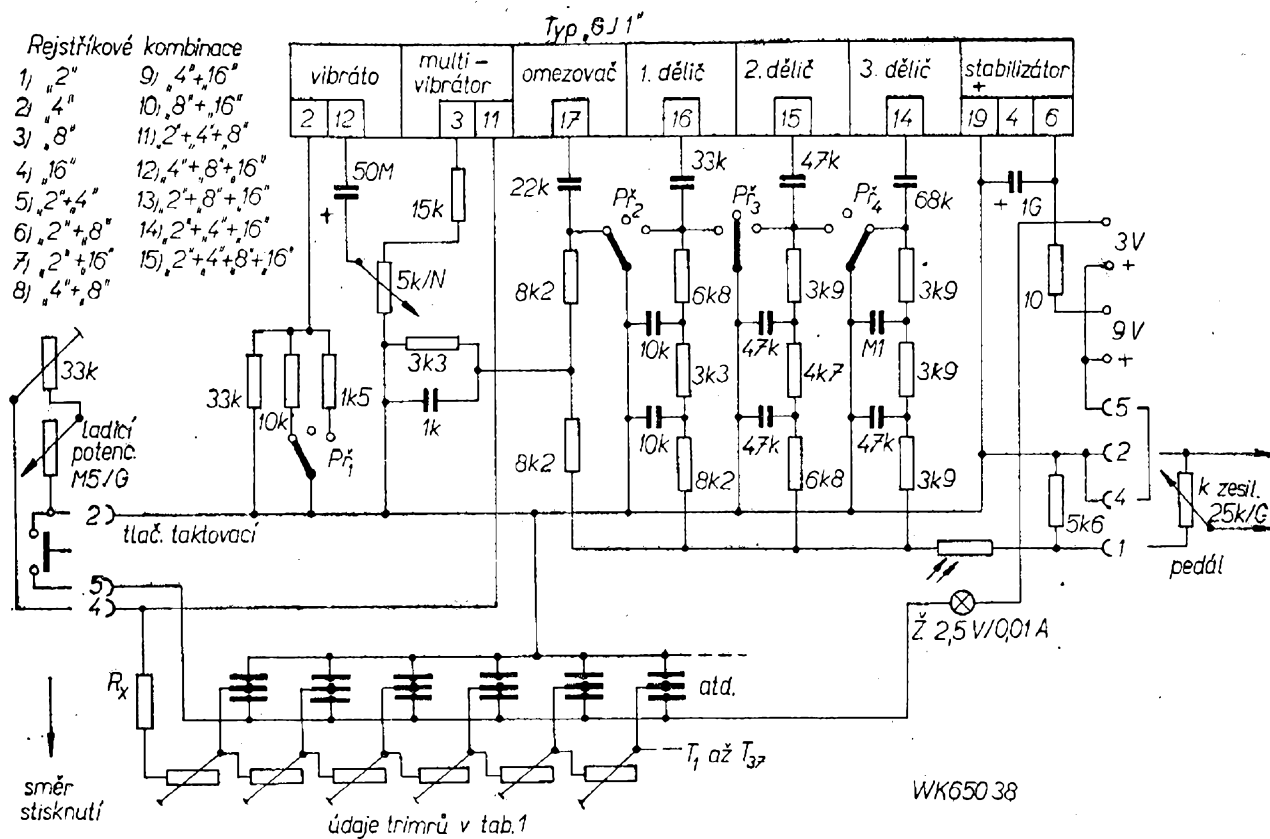 Typ „GJ1"
Rejstříkové kombinace
1) „2"
2) „4"
3) „8"
4) „16"
5) „2"+„4"
6) „2"+„8"
7) „2"+„16"
8) „4"+„8"
9) „4"+„16"
10) „8"+„16"
11) „2"+„4"+„8"
12) „4"+„8"+„16"
13) „2"+„8"+„16"
14) „2"+„4"+„16"
15) „2"+„4"+„8"+„16"
vibráto
multi-
vibrátor
omezovač
1. dělič
2. dělič
3. dělič
stabilizátor
+
2 12 3 11 17 16 15 14 19 4 6
50M
+
15k
22k
33k
47k
68k
+ 1G
Př2
Př3
Př4
3V
+
10
9V
+
5k/N
8k2
6k8
3k9
3k9
10k
47k
M1
3k3
1k
3k3
4k7
3k9
33k
10k
1k5
Př1
10k
47k
47k
8k2
8k2
6k8
3k9
33k
ladicí
potenc.
M5/G
2
tlač. taktovací
5
4
5
2
4
1
5k6
k zesil.
25k/G
pedál
Ž 2,5 V/0,01 A
Rx
atd.
T1 až T37
směr
stisknutí
údaje trimrů v tab.1
WK650 38